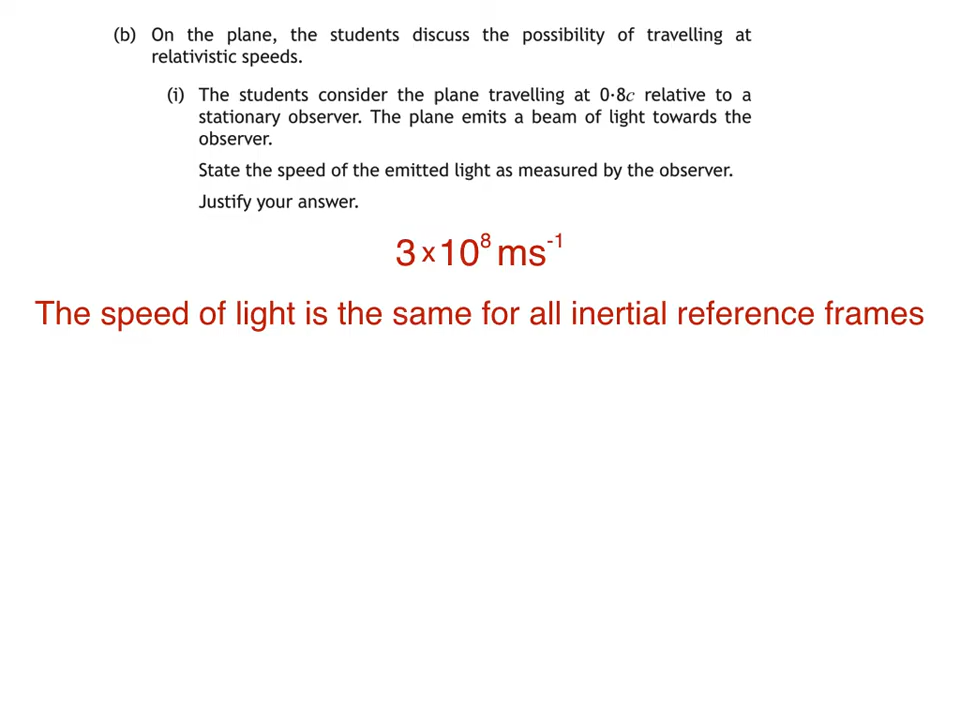 (b) On the plane, the students discuss the possibility of travelling at
relativistic speeds.
(i) The students consider the plane travelling at 0·8c relative to a
stationary observer. The plane emits a beam of light towards the
observer.
State the speed of the emitted light as measured by the observer.
Justify your answer.
3 x 10⁸ ms⁻¹
The speed of light is the same for all inertial reference frames